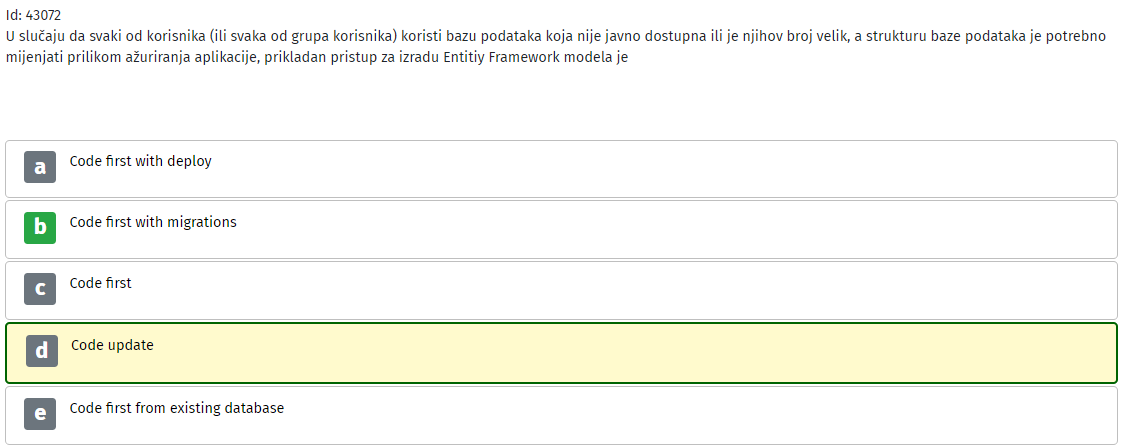 Id: 43072
U slučaju da svaki od korisnika (ili svaka od grupa korisnika) koristi bazu podataka koja nije javno dostupna ili je njihov broj velik, a strukturu baze podataka je potrebno
mijenjati prilikom ažuriranja aplikacije, prikladan pristup za izradu Entitiy Framework modela je
a Code first with deploy
b Code first with migrations
c Code first
d Code update
e Code first from existing database